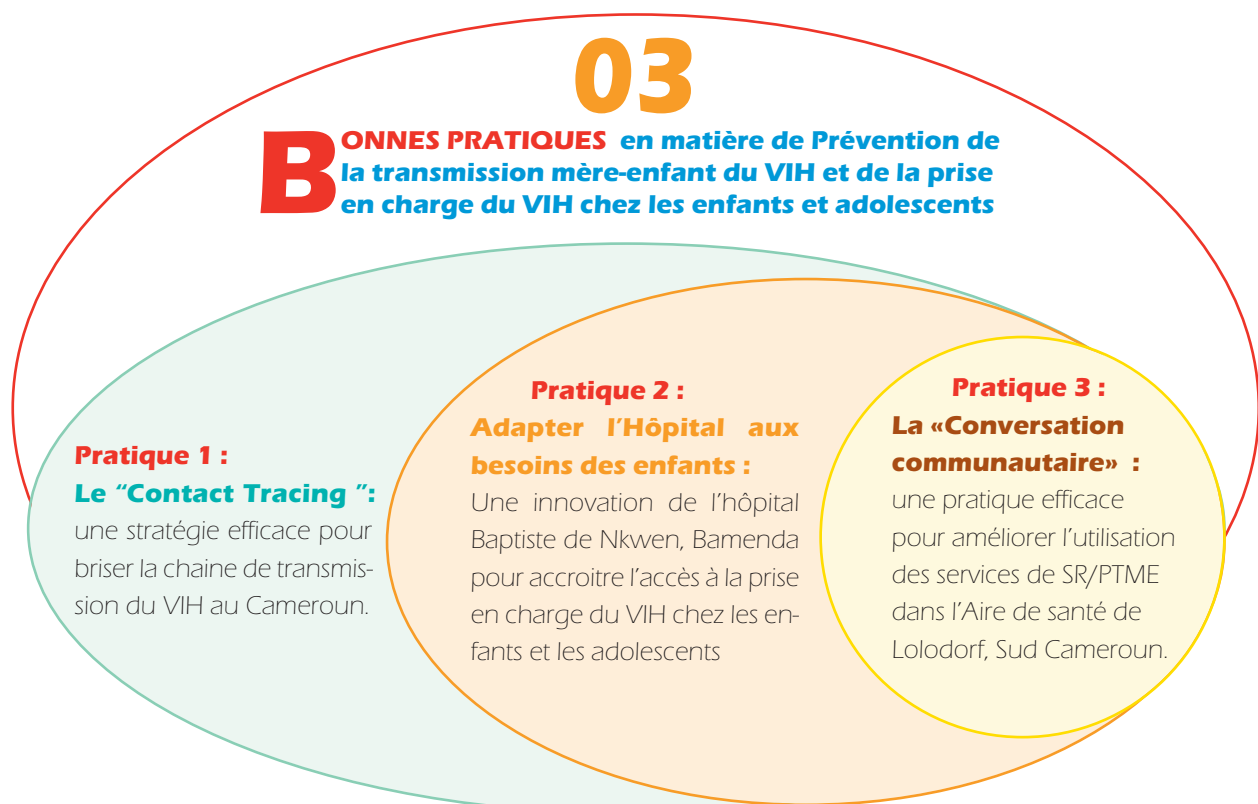 03
BONNES PRATIQUES en matière de Prévention de
la transmission mère-enfant du VIH et de la prise
en charge du VIH chez les enfants et adolescents
Pratique 1 :
Le “Contact Tracing ”:
une stratégie efficace pour
briser la chaine de transmis-
sion du VIH au Cameroun.
Pratique 2 :
Adapter l’Hôpital aux
besoins des enfants :
Une innovation de l’hôpital
Baptiste de Nkwen, Bamenda
pour accroitre l’accès à la prise
en charge du VIH chez les en-
fants et les adolescents
Pratique 3 :
La «Conversation
communautaire» :
une pratique efficace
pour améliorer l’utilisation
des services de SR/PTME
dans l’Aire de santé de
Lolodorf, Sud Cameroun.